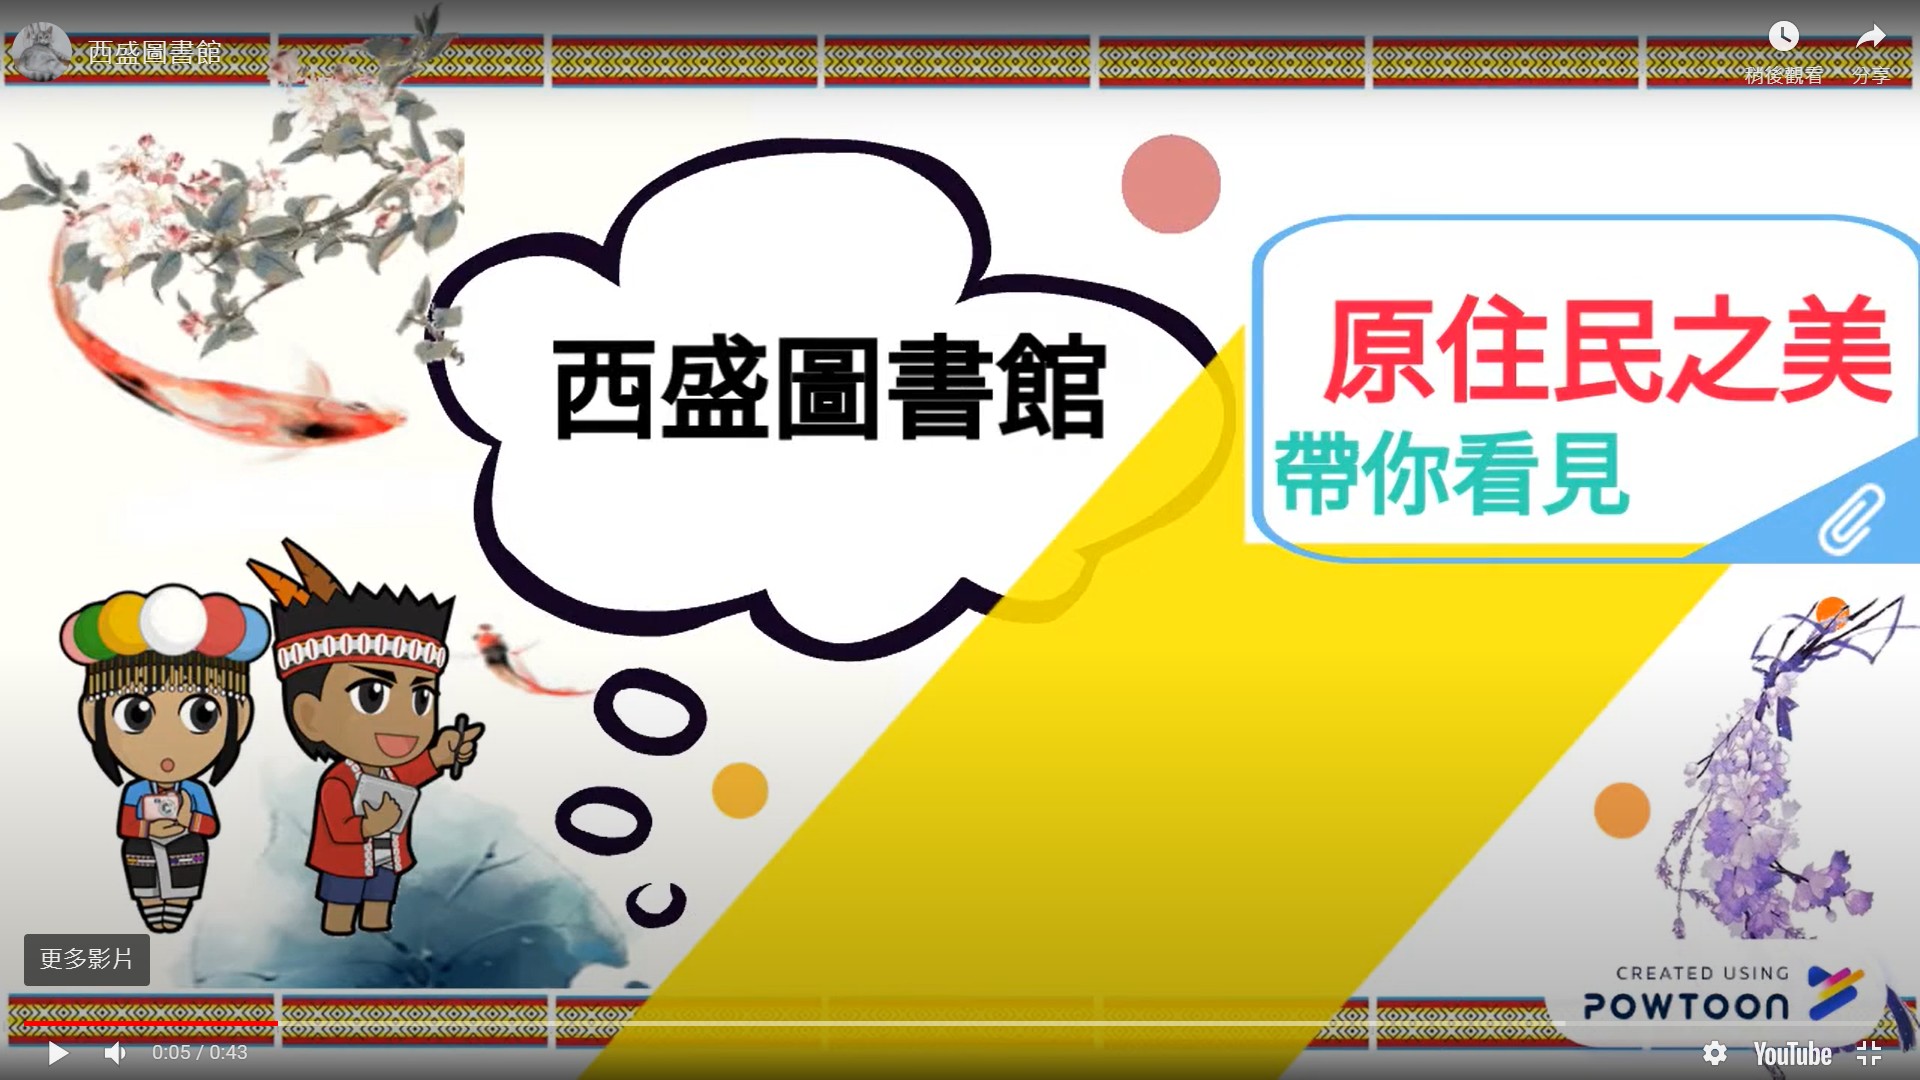 西盛圖書館
稍後觀看
分享
西盛圖書館
原住民之美
帶你看見
更多影片
CREATED USING
POWTOON
0:05 / 0:43
YouTube